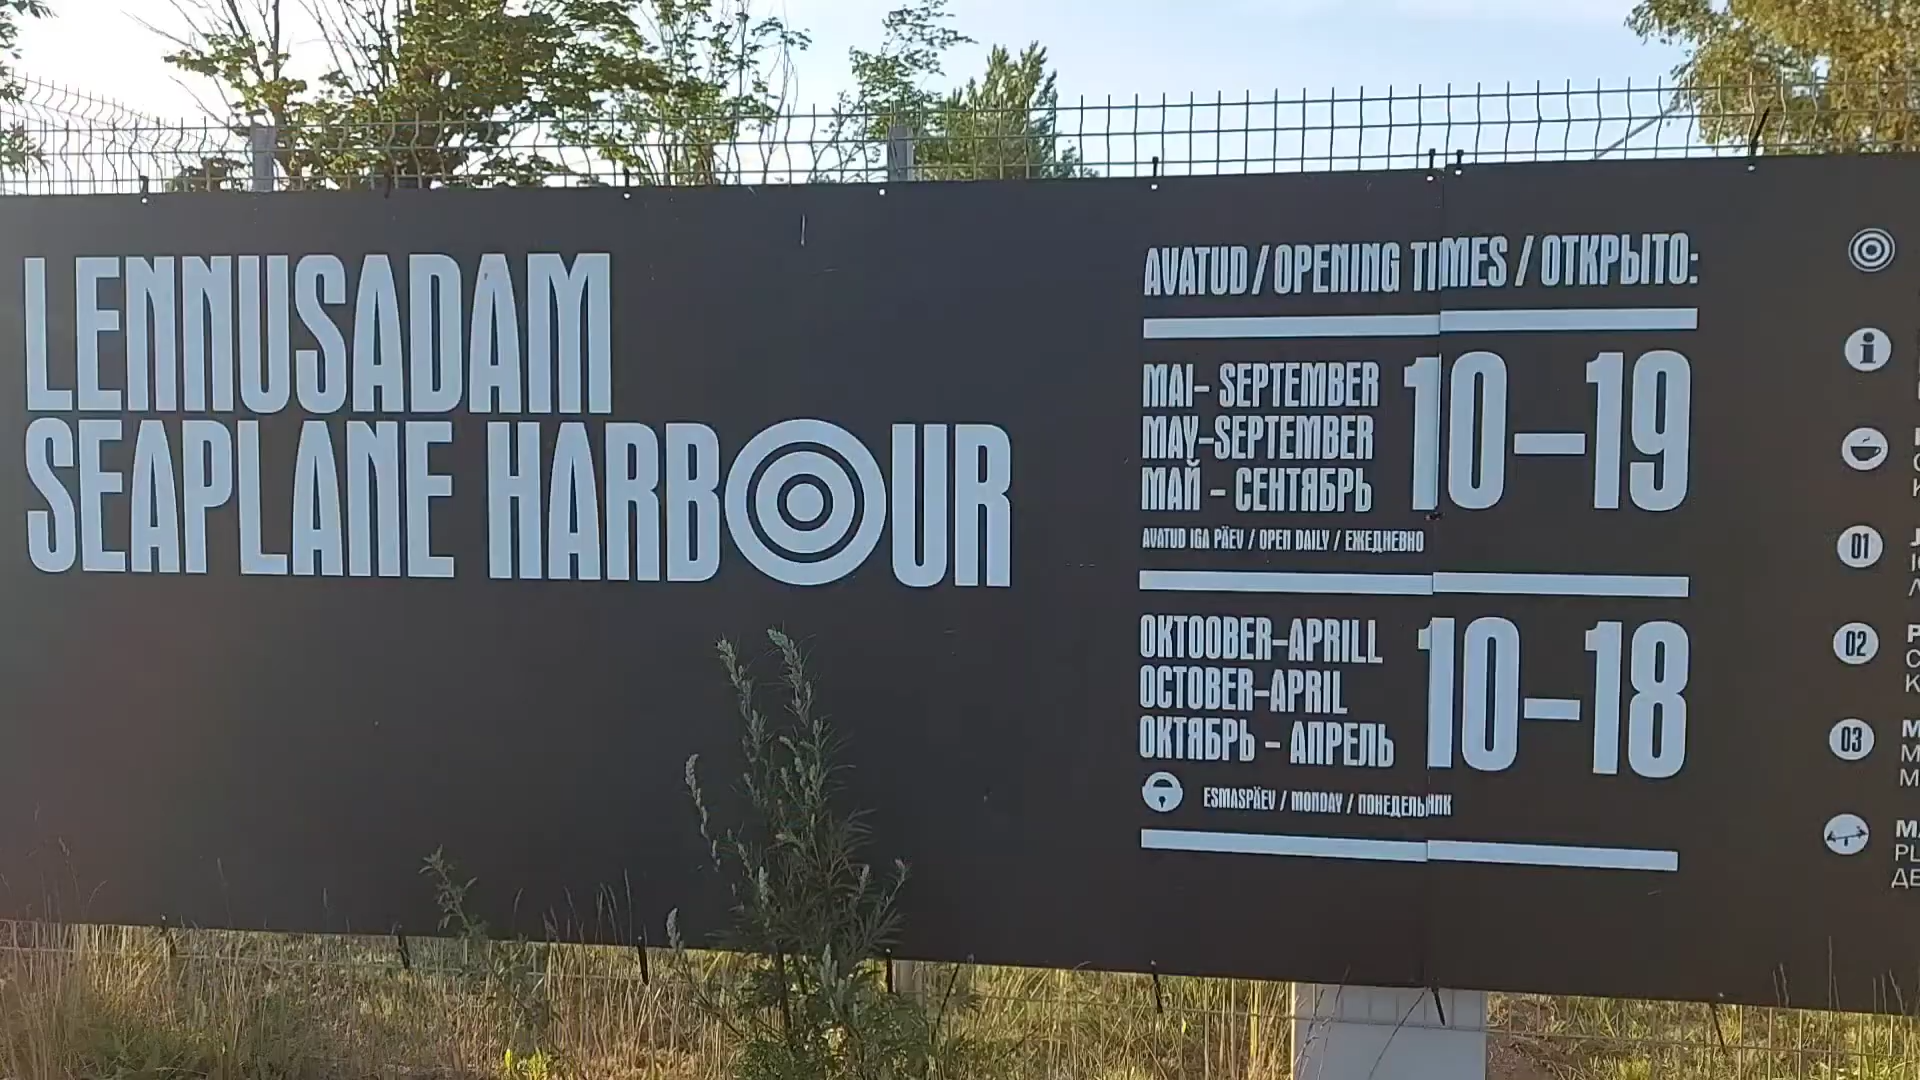 LENNUSADAM
SEAPLANE HARBOUR
AVATUD / OPENING TIMES / ОТКРЫТО:
MAI- SEPTEMBER
MAY-SEPTEMBER
МАЙ - СЕНТЯБРЬ
10-19
AVATUD IGA PÄEV / OPEN DAILY / ЕЖЕДНЕВНО
OKTOOBER-APRILL
OCTOBER-APRIL
ОКТЯБРЬ - АПРЕЛЬ
10-18
ESMASPÄEV / MONDAY / ПОНЕДЕЛЬНИК
i
01
02
03